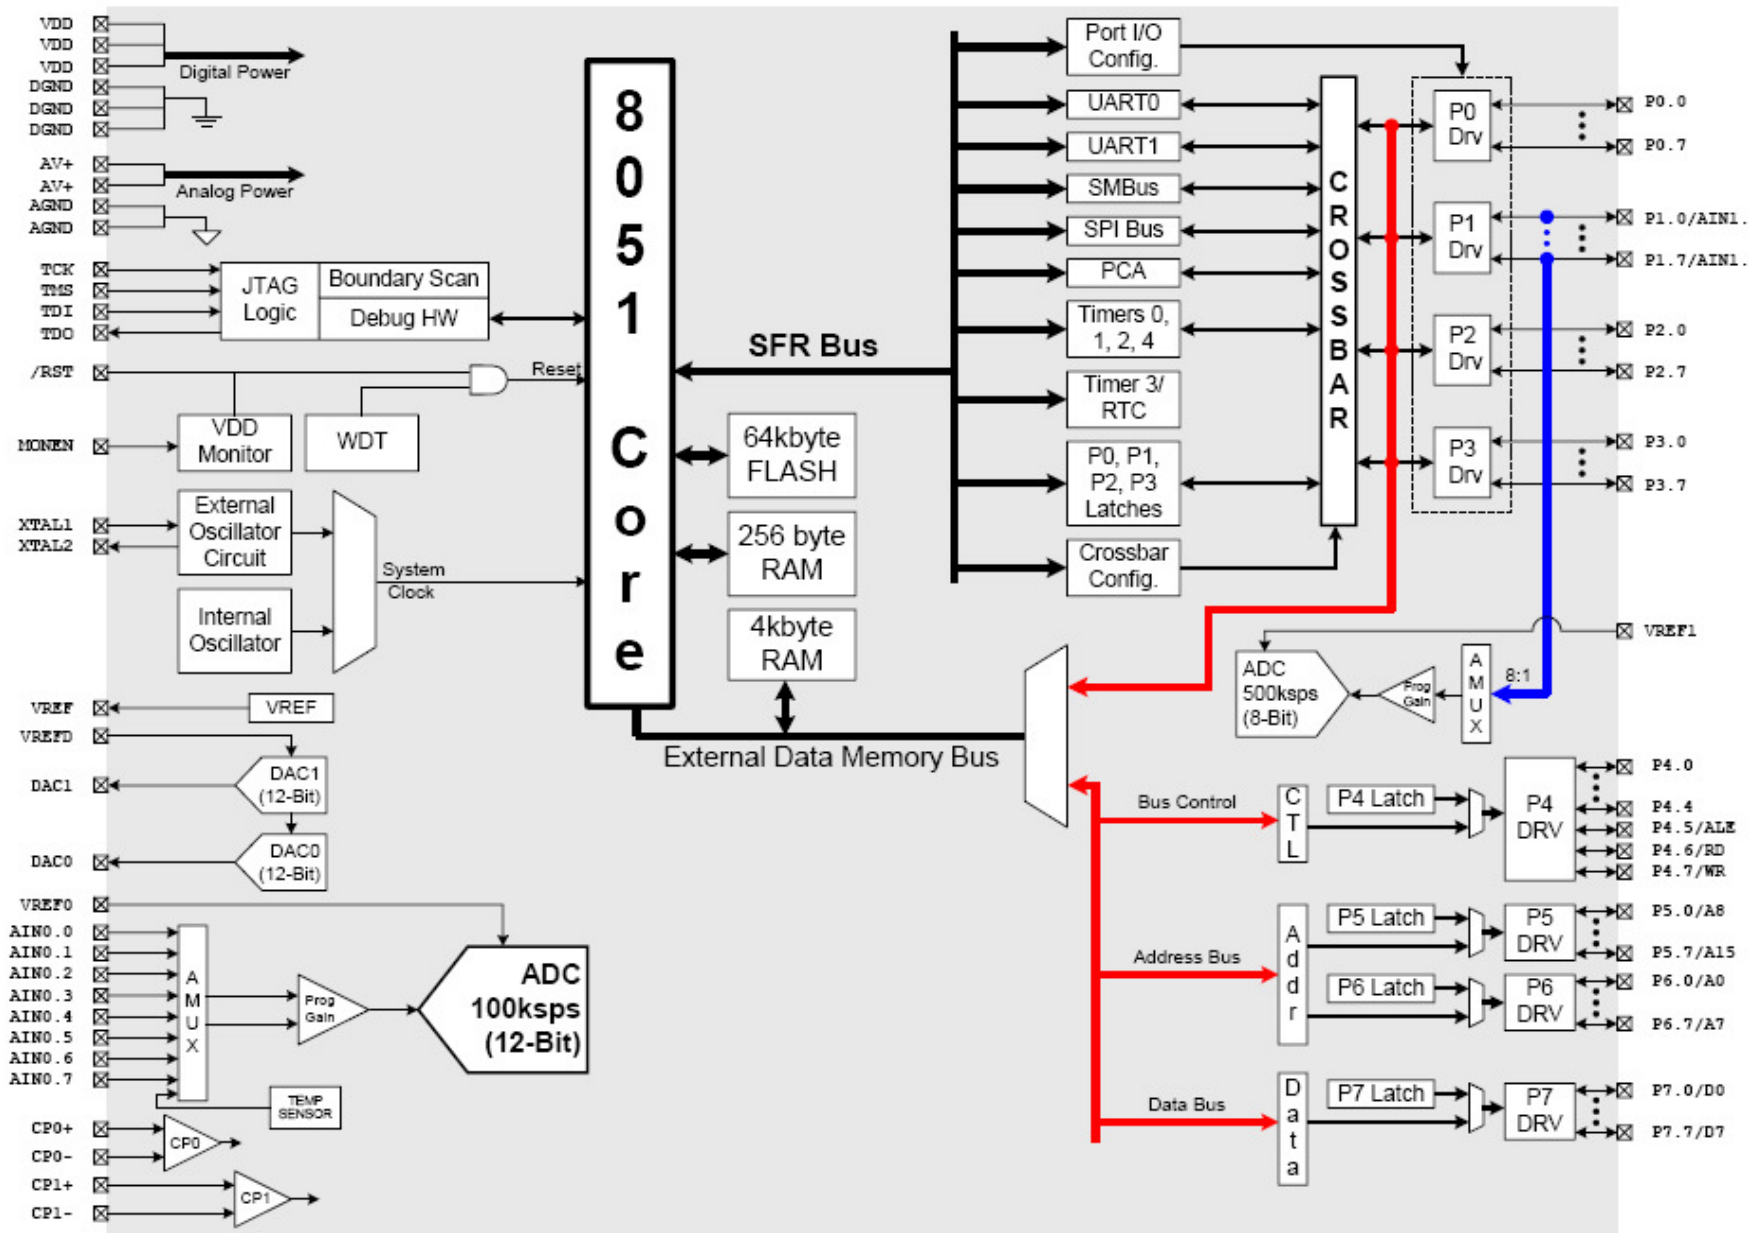 VDD
VDD
VDD
Digital Power
DGND
DGND
DGND
AV+
AV+
Analog Power
AGND
AGND
TCK
TMS
TDI
TDO
JTAG
Logic
Boundary Scan
Debug HW
/RST
Reset
MONEN
VDD
Monitor
WDT
XTAL1
XTAL2
External
Oscillator
Circuit
Internal
Oscillator
System
Clock
VREF
VREF
VREFD
DAC1
DAC1
(12-Bit)
DAC0
DAC0
(12-Bit)
VREF0
AIN0.0
AIN0.1
AIN0.2
AIN0.3
AIN0.4
AIN0.5
AIN0.6
AIN0.7
AMUX
Prog
Gain
ADC
100ksps
(12-Bit)
TEMP
SENSOR
CP0+
CP0-
CP0
CP1+
CP1-
CP1
8051 Core
SFR Bus
64kbyte
FLASH
256 byte
RAM
4kbyte
RAM
External Data Memory Bus
Port I/O
Config.
UART0
UART1
SMBus
SPI Bus
PCA
Timers 0,
1, 2, 4
Timer 3/
RTC
P0, P1,
P2, P3
Latches
Crossbar
Config.
CROSSBAR
P0
Drv
P1
Drv
P2
Drv
P3
Drv
P0.0
P0.7
P1.0/AIN1.
P1.7/AIN1.
P2.0
P2.7
P3.0
P3.7
VREF1
ADC
500ksps
(8-Bit)
Prog
Gain
AMUX
8:1
Bus Control
CTL
P4 Latch
P4
DRV
P4.0
P4.4
P4.5/ALE
P4.6/RD
P4.7/WR
Address Bus
Addr
P5 Latch
P5
DRV
P5.0/A8
P5.7/A15
P6 Latch
P6
DRV
P6.0/A0
P6.7/A7
Data Bus
Data
P7 Latch
P7
DRV
P7.0/D0
P7.7/D7